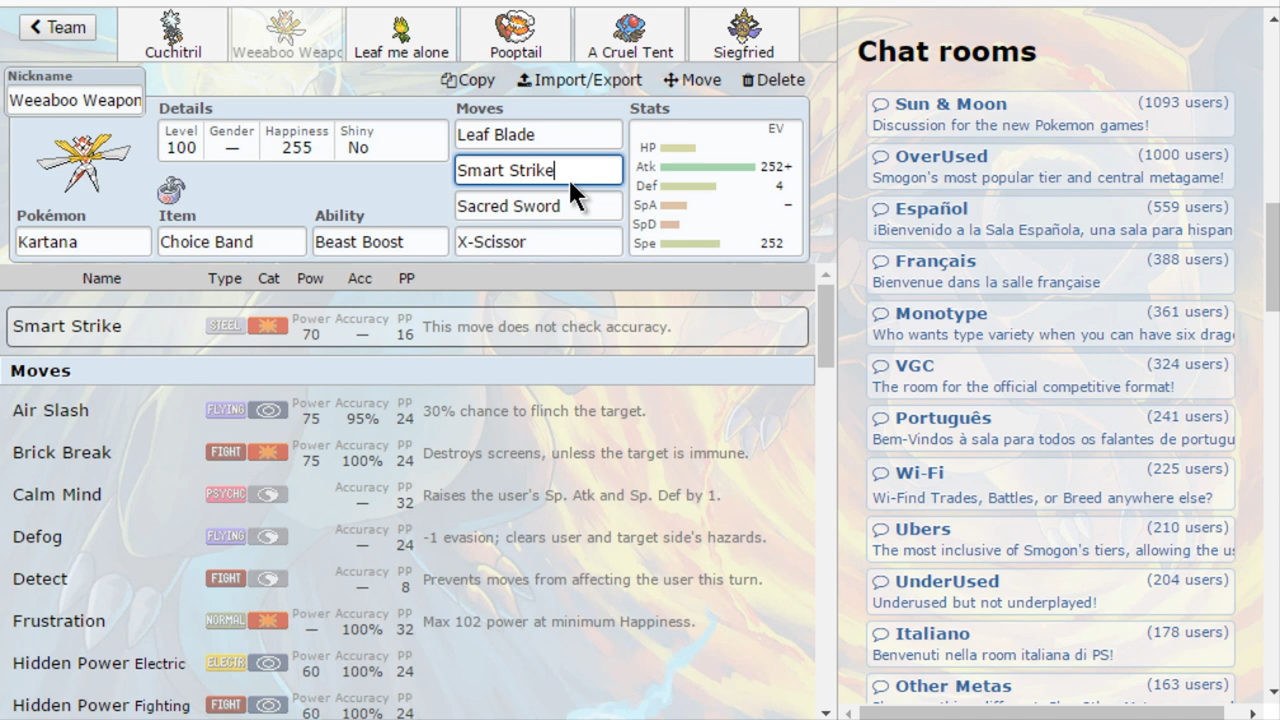 Team
Cuchitril
Weeaboo Weapo
Leaf me alone
Pooptail
A Cruel Tent
Siegfried
Nickname
Weeaboo Weapon
Copy
Import/Export
Move
Delete
Details
Level
100
Gender
—
Happiness
255
Shiny
No
Pokémon
Kartana
Item
Choice Band
Ability
Beast Boost
Moves
Leaf Blade
Smart Strike
Sacred Sword
X-Scissor
Stats
EV
HP
Atk 252+
Def 4
SpA –
SpD
Spe 252
Name Type Cat Pow Acc PP
Smart Strike STEEL Power 70 Accuracy — PP 16 This move does not check accuracy.
Moves
Air Slash FLYING Power 75 Accuracy 95% PP 24 30% chance to flinch the target.
Brick Break FIGHT Power 75 Accuracy 100% PP 24 Destroys screens, unless the target is immune.
Calm Mind PSYCHC Accuracy — PP 32 Raises the user's Sp. Atk and Sp. Def by 1.
Defog FLYING Accuracy — PP 24 -1 evasion; clears user and target side's hazards.
Detect FIGHT Accuracy — PP 8 Prevents moves from affecting the user this turn.
Frustration NORMAL Power — Accuracy 100% PP 32 Max 102 power at minimum Happiness.
Hidden Power Electric ELECTR Power 60 Accuracy 100% PP 24
Hidden Power Fighting FIGHT Power 60 Accuracy 100% PP 24
Chat rooms
Sun & Moon (1093 users)
Discussion for the new Pokemon games!
OverUsed (1000 users)
Smogon's most popular tier and central metagame!
Español (559 users)
¡Bienvenido a la Sala Española, una sala para hispan
Français (388 users)
Bienvenue dans la salle française
Monotype (361 users)
Who wants type variety when you can have six drag
VGC (324 users)
The room for the official competitive format!
Português (241 users)
Bem-Vindos à sala para todos os falantes de portugu
Wi-Fi (225 users)
Wi-Find Trades, Battles, or Breed anywhere else?
Ubers (210 users)
The most inclusive of Smogon's tiers, allowing the us
UnderUsed (204 users)
Underused but not underplayed!
Italiano (178 users)
Benvenuti nella room italiana di PS!
Other Metas (163 users)